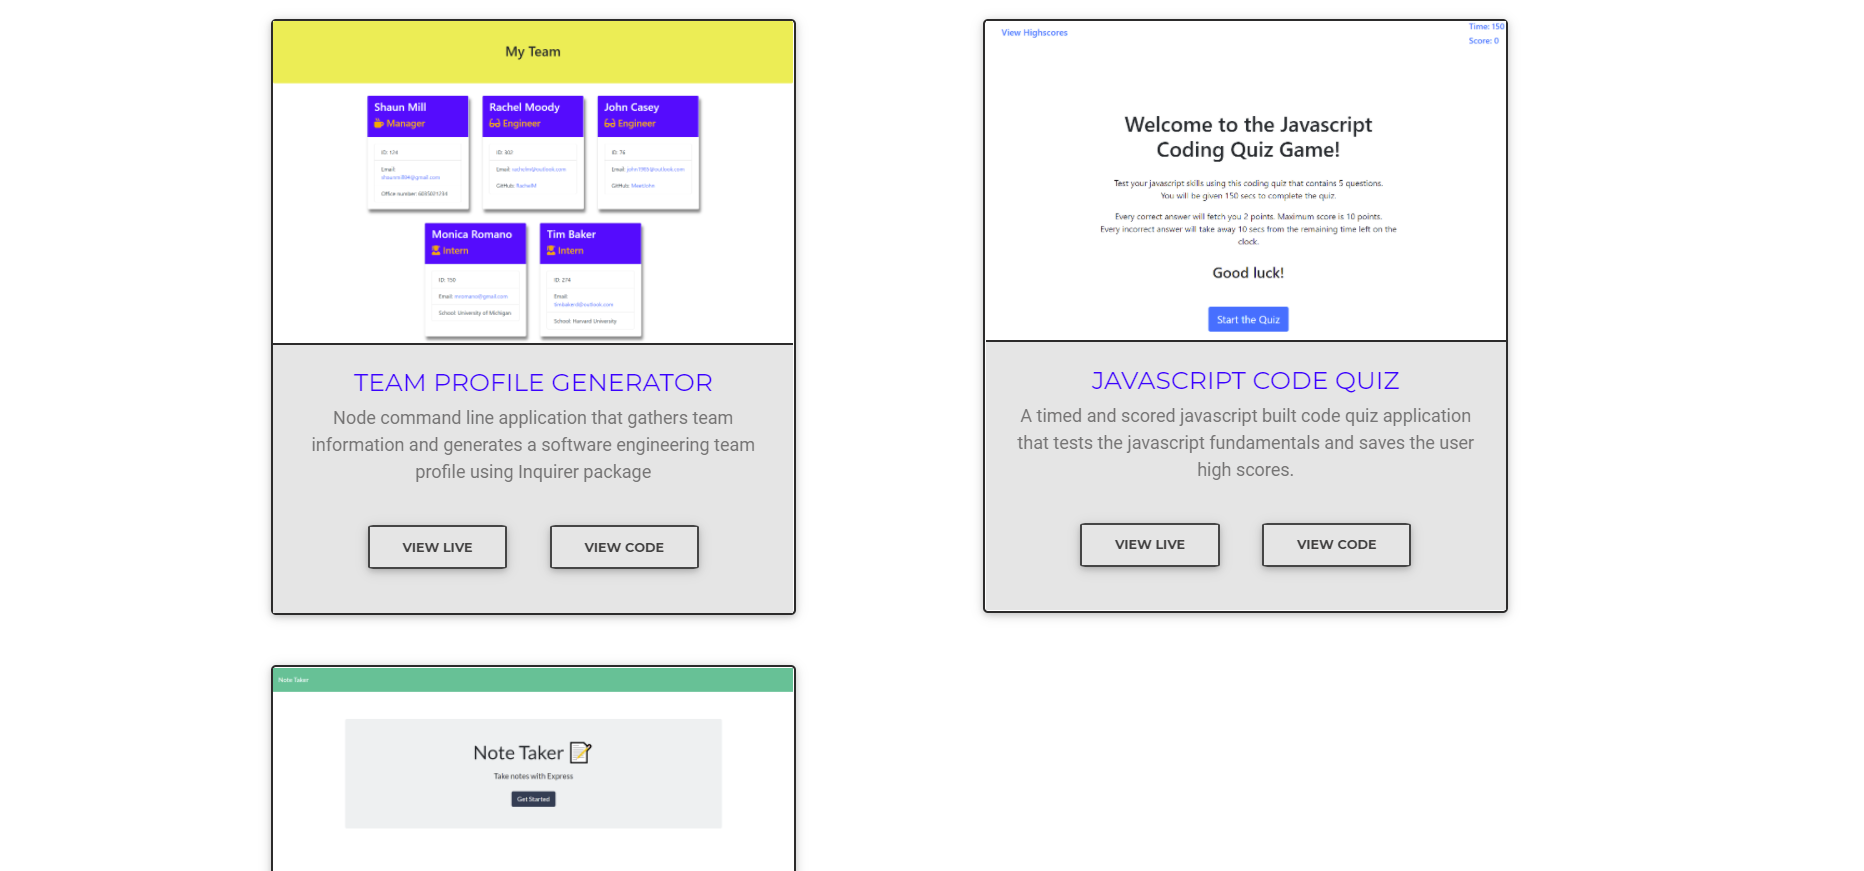 My Team
Shaun Mill
Manager
ID: 124
Email:
Office number: 6035021234
Rachel Moody
Engineer
ID: 302
Email:
GitHub: RachelM
John Casey
Engineer
ID: 76
Email:
GitHub:
Monica Romano
Intern
ID: 150
Email: mromano@gmail.com
School: University of Michigan
Tim Baker
Intern
ID: 274
Email:
timbaker@outlook.com
School: Harvard University
TEAM PROFILE GENERATOR
Node command line application that gathers team
information and generates a software engineering team
profile using Inquirer package
VIEW LIVE
VIEW CODE
View Highscores
Time: 150
Score: 0
Welcome to the Javascript
Coding Quiz Game!
Test your javascript skills using this coding quiz that contains 5 questions.
You will be given 150 secs to complete the quiz.
Every correct answer will fetch you 2 points. Maximum score is 10 points.
Every incorrect answer will take away 10 secs from the remaining time left on the
clock.
Good luck!
Start the Quiz
JAVASCRIPT CODE QUIZ
A timed and scored javascript built code quiz application
that tests the javascript fundamentals and saves the user
high scores.
VIEW LIVE
VIEW CODE
Note Taker
Note Taker
Take notes with Express
Get Started